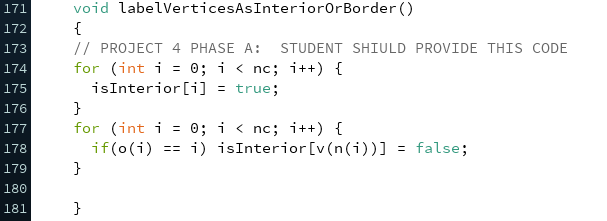 171 void labelVerticesAsInteriorOrBorder()
172 {
173 // PROJECT 4 PHASE A:  STUDENT SHIULD PROVIDE THIS CODE
174 for (int i = 0; i < nc; i++) {
175 isInterior[i] = true;
176 }
177 for (int i = 0; i < nc; i++) {
178 if(o(i) == i) isInterior[v(n(i))] = false;
179 }
180
181 }